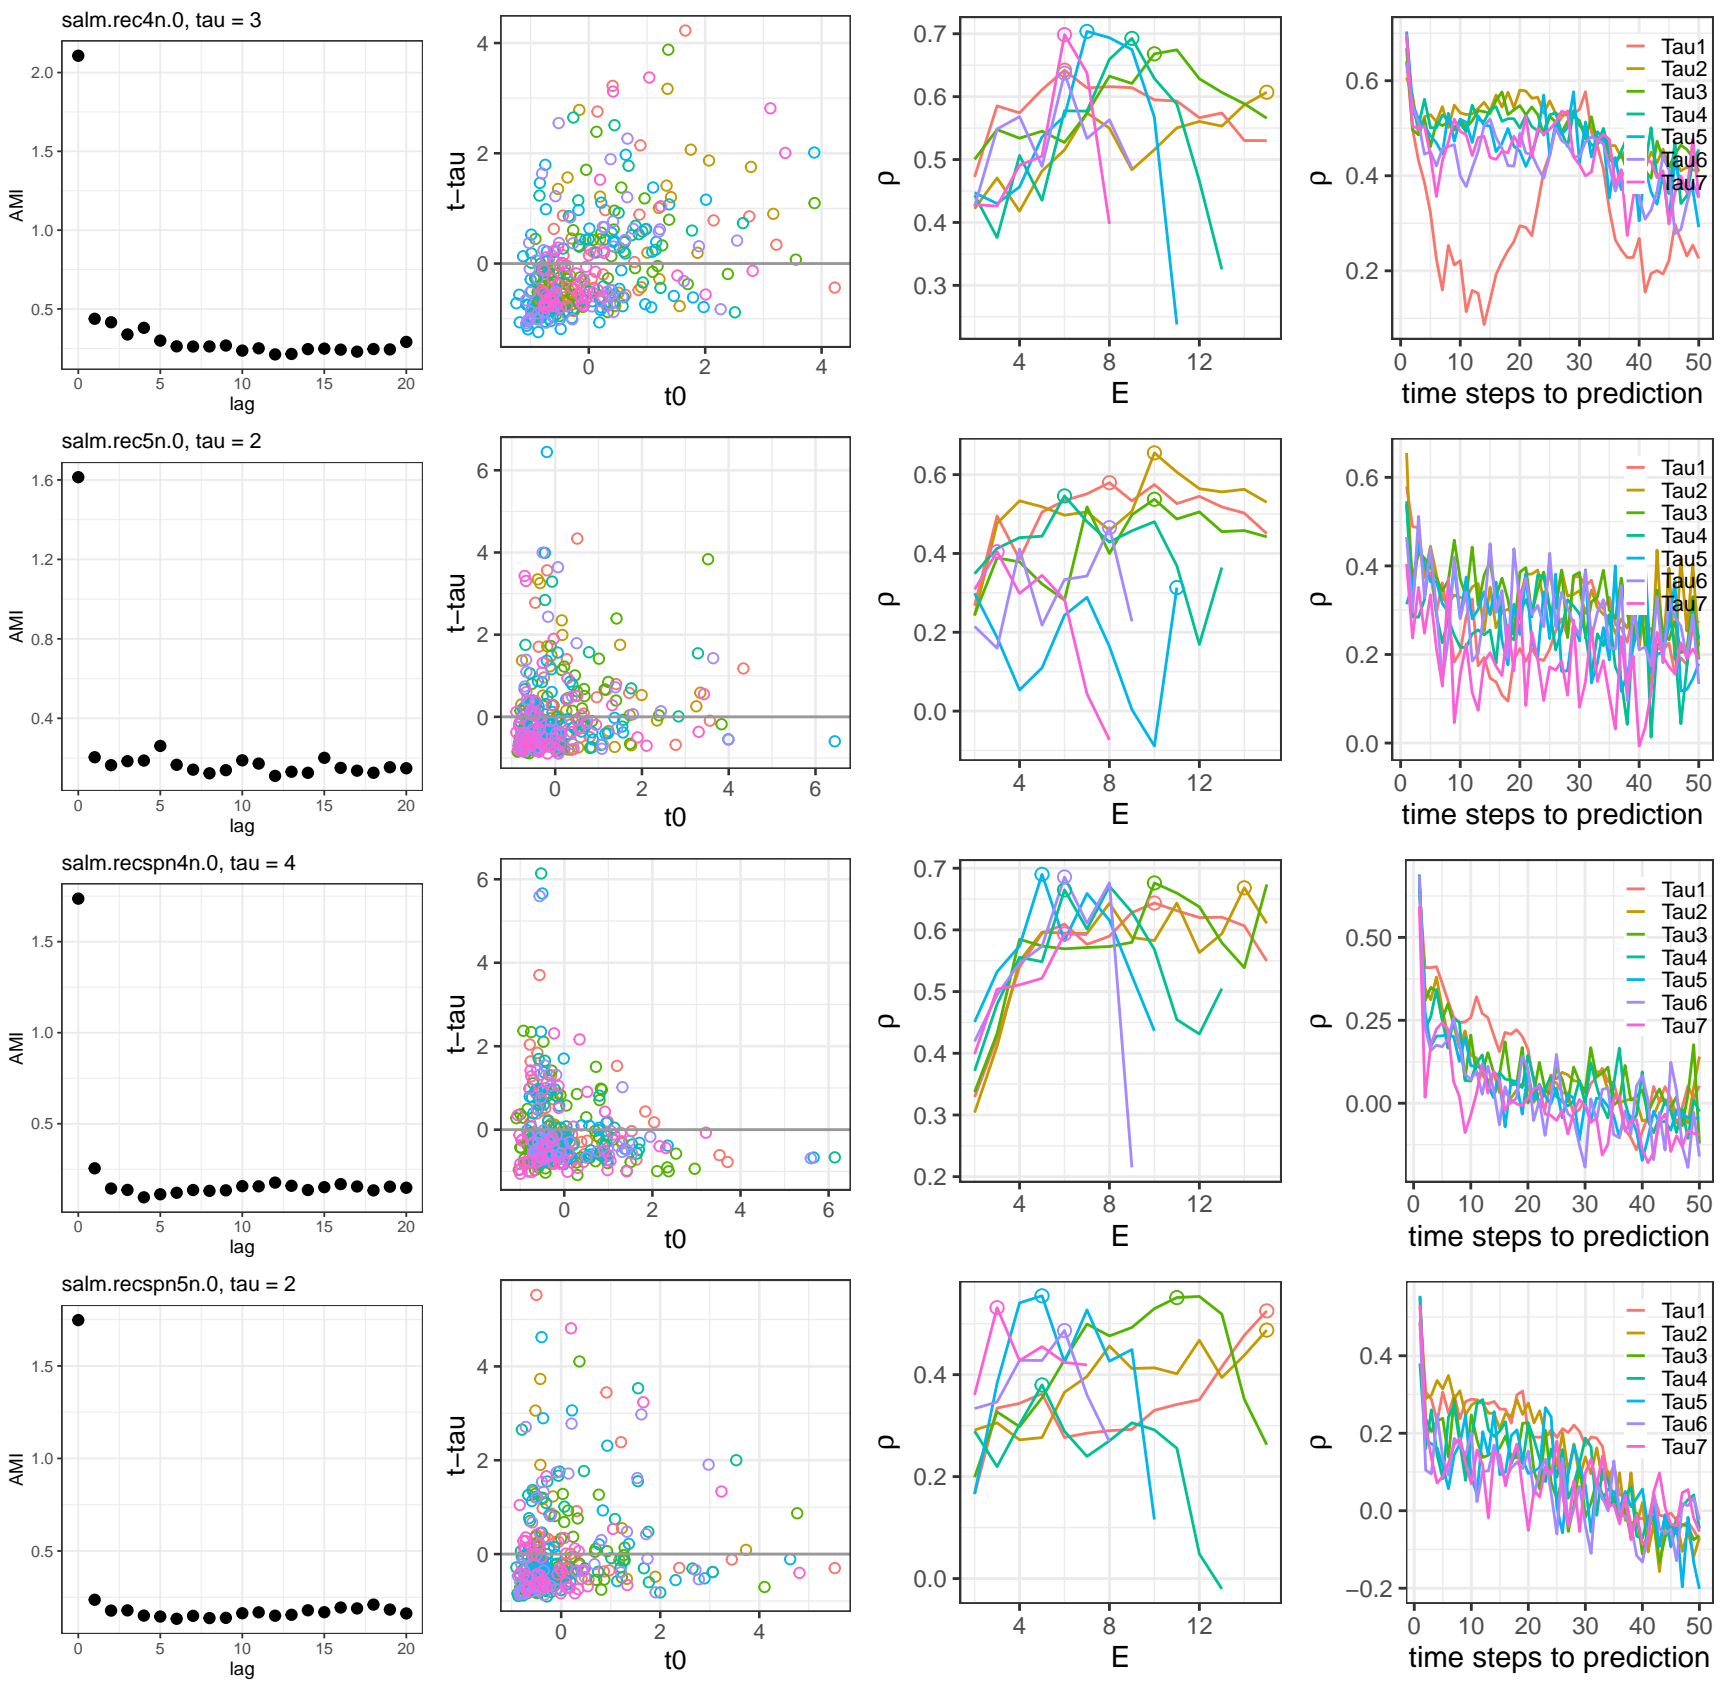 salm.rec4n.0, tau = 3
AMI
2.0
1.5
1.0
0.5
0 5 10 15 20
lag
t−tau
4
2
0
0 2 4
t0
ρ
0.7
0.6
0.5
0.4
0.3
4 8 12
E
ρ
0.6
0.4
0.2
0 10 20 30 40 50
time steps to prediction
Tau1
Tau2
Tau3
Tau4
Tau5
Tau6
Tau7
salm.rec5n.0, tau = 2
AMI
1.6
1.2
0.8
0.4
0 5 10 15 20
lag
t−tau
6
4
2
0
0 2 4 6
t0
ρ
0.6
0.4
0.2
0.0
4 8 12
E
ρ
0.6
0.4
0.2
0.0
0 10 20 30 40 50
time steps to prediction
Tau1
Tau2
Tau3
Tau4
Tau5
Tau6
Tau7
salm.recspn4n.0, tau = 4
AMI
1.5
1.0
0.5
0 5 10 15 20
lag
t−tau
6
4
2
0
0 2 4 6
t0
ρ
0.7
0.6
0.5
0.4
0.3
0.2
4 8 12
E
ρ
0.50
0.25
0.00
0 10 20 30 40 50
time steps to prediction
Tau1
Tau2
Tau3
Tau4
Tau5
Tau6
Tau7
salm.recspn5n.0, tau = 2
AMI
1.5
1.0
0.5
0 5 10 15 20
lag
t−tau
4
2
0
0 2 4
t0
ρ
0.4
0.2
0.0
4 8 12
E
ρ
0.4
0.2
0.0
−0.2
0 10 20 30 40 50
time steps to prediction
Tau1
Tau2
Tau3
Tau4
Tau5
Tau6
Tau7